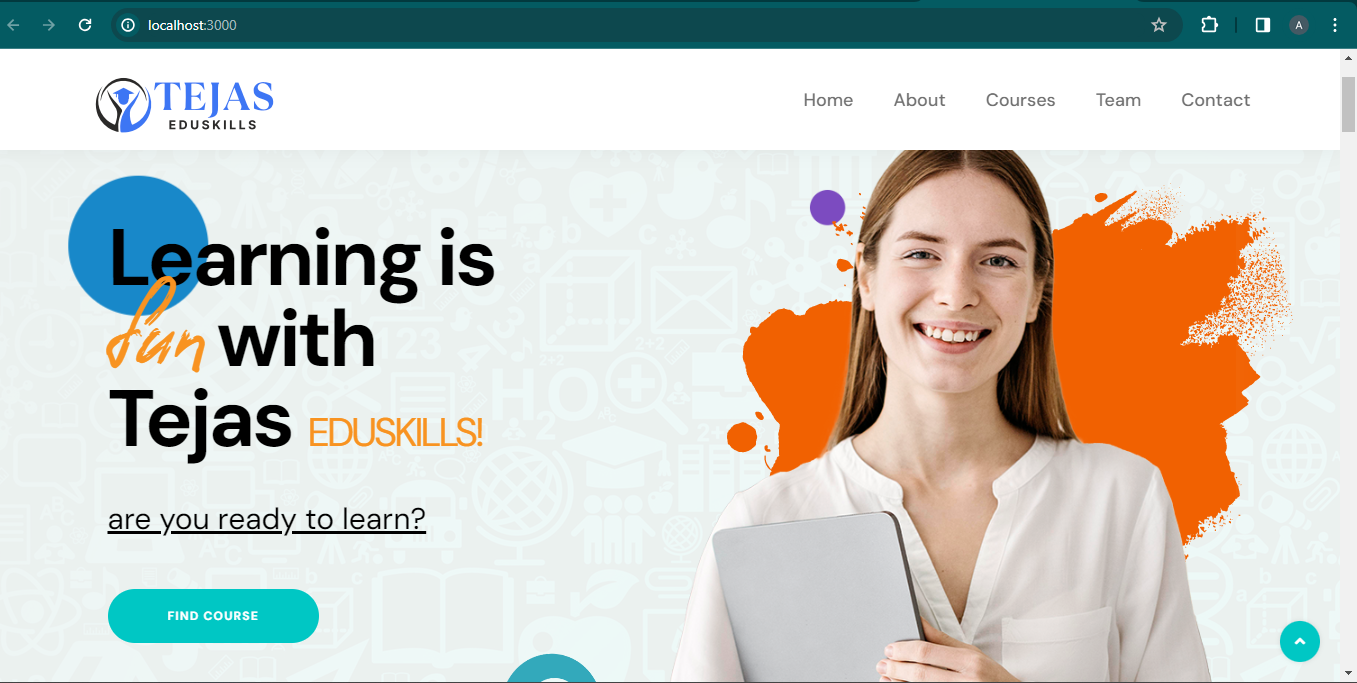 localhost:3000
A
TEJAS
EDUSKILLS
Home About Courses Team Contact
Learning is
fun with
Tejas EDUSKILLS!
are you ready to learn?
FIND COURSE